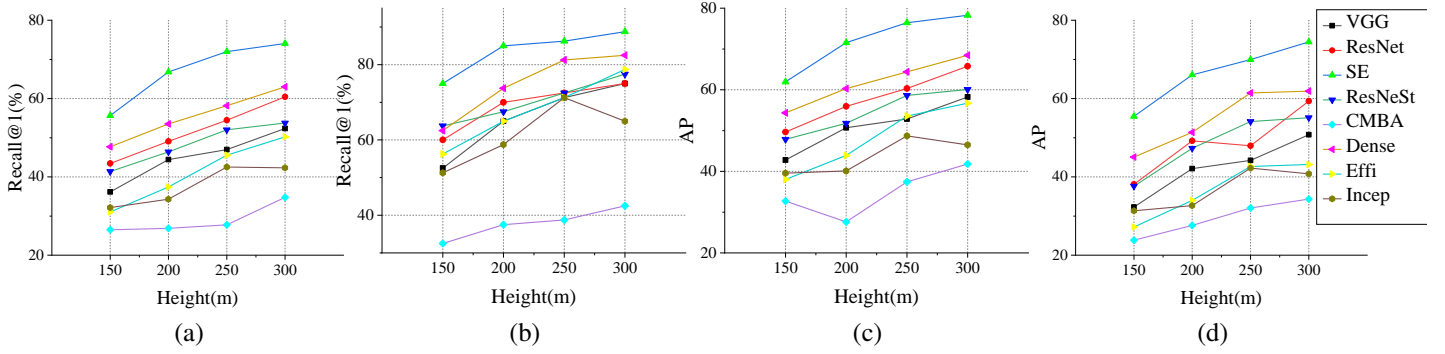 80
60
40
20
Recall@1(%)
150 200 250 300
Height(m)
(a)
80
60
40
Recall@1(%)
150 200 250 300
Height(m)
(b)
80
60
40
20
AP
150 200 250 300
Height(m)
(c)
80
60
40
20
AP
150 200 250 300
Height(m)
(d)
VGG
ResNet
SE
ResNeSt
CMBA
Dense
Effi
Incep